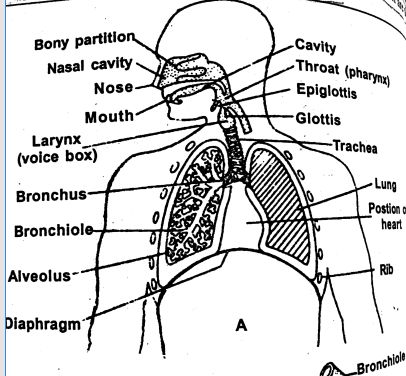 Bony partition
Nasal cavity
Nose
Mouth
Larynx
(voice box)
Bronchus
Bronchiole
Alveolus
Diaphragm
Cavity
Throat (pharynx)
Epiglottis
Glottis
Trachea
Lung
Postion o
heart
Rib
A
Bronchiole